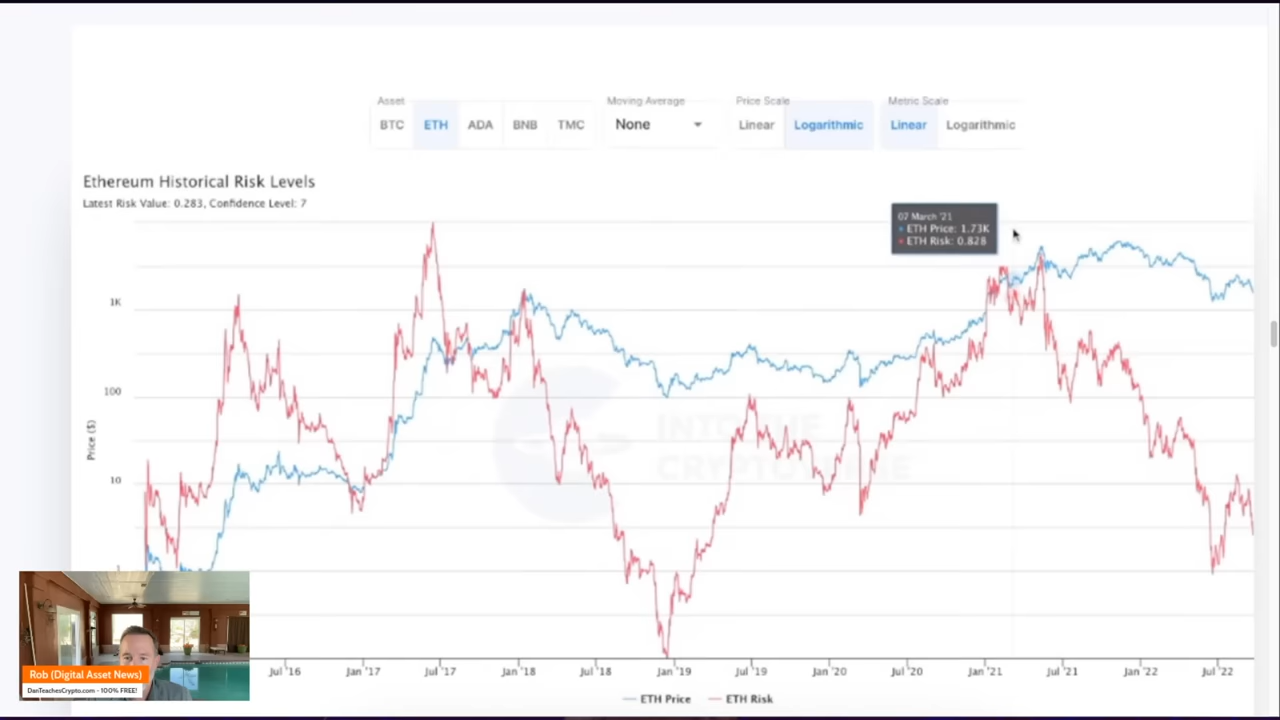 Asset
Moving Average
Price Scale
Metric Scale
BTC ETH ADA BNB TMC
None
Linear Logarithmic
Linear Logarithmic
Ethereum Historical Risk Levels
Latest Risk Value: 0.283, Confidence Level: 7
07 March '21
ETH Price: 1.73K
ETH Risk: 0.828
1K
100
10
1
Price ($)
INTO THE
CRYPTOVERSE
Jul '16 Jan '17 Jul '17 Jan '18 Jul '18 Jan '19 Jul '19 Jan '20 Jul '20 Jan '21 Jul '21 Jan '22 Jul '22
ETH Price ETH Risk
Rob (Digital Asset News)
DanTeachesCrypto.com - 100% FREE!